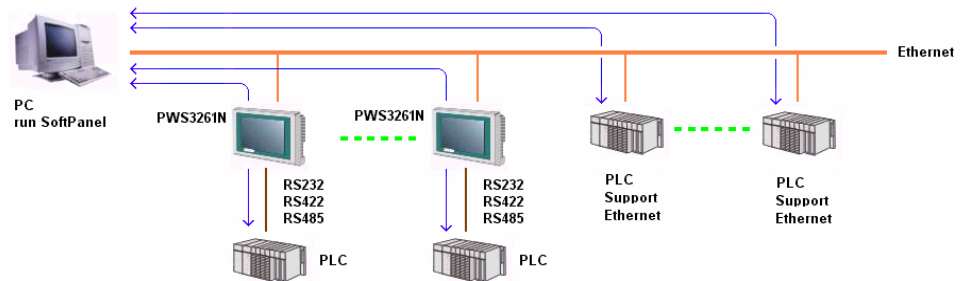 Ethernet
PC
run SoftPanel
PWS3261N
PWS3261N
RS232
RS422
RS485
RS232
RS422
RS485
PLC
Support
Ethernet
PLC
Support
Ethernet
PLC
PLC